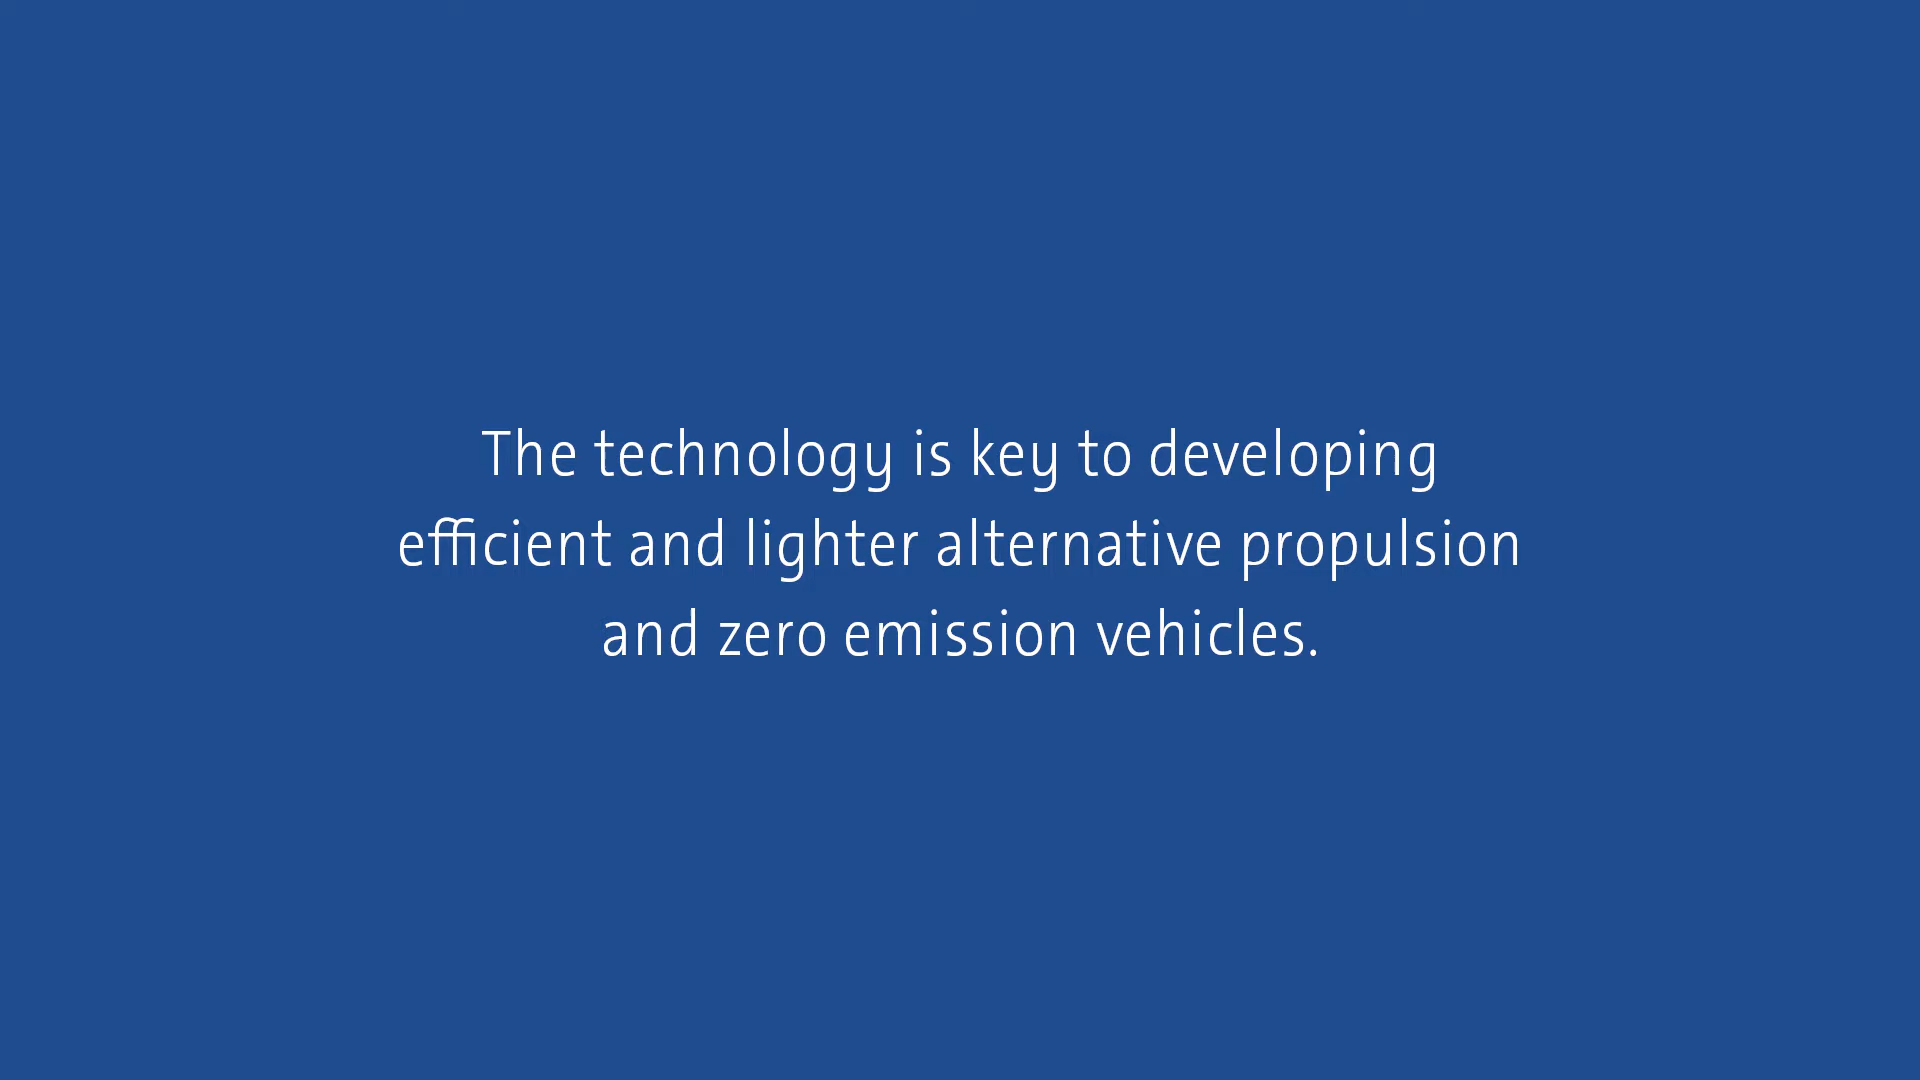 The technology is key to developing
efficient and lighter alternative propulsion
and zero emission vehicles.